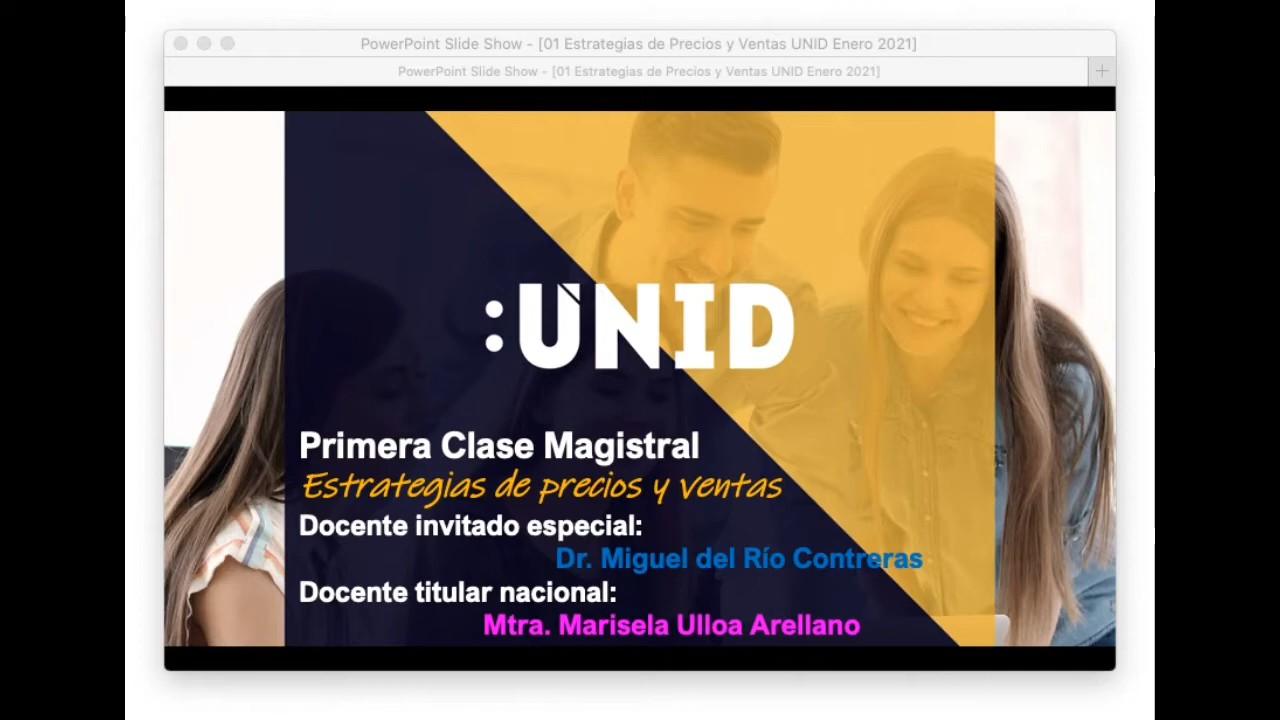 PowerPoint Slide Show - [01 Estrategias de Precios y Ventas UNID Enero 2021]
PowerPoint Slide Show - [01 Estrategias de Precios y Ventas UNID Enero 2021]
:UNID
Primera Clase Magistral
Estrategias de precios y ventas
Docente invitado especial:
Dr. Miguel del Río Contreras
Docente titular nacional:
Mtra. Marisela Ulloa Arellano